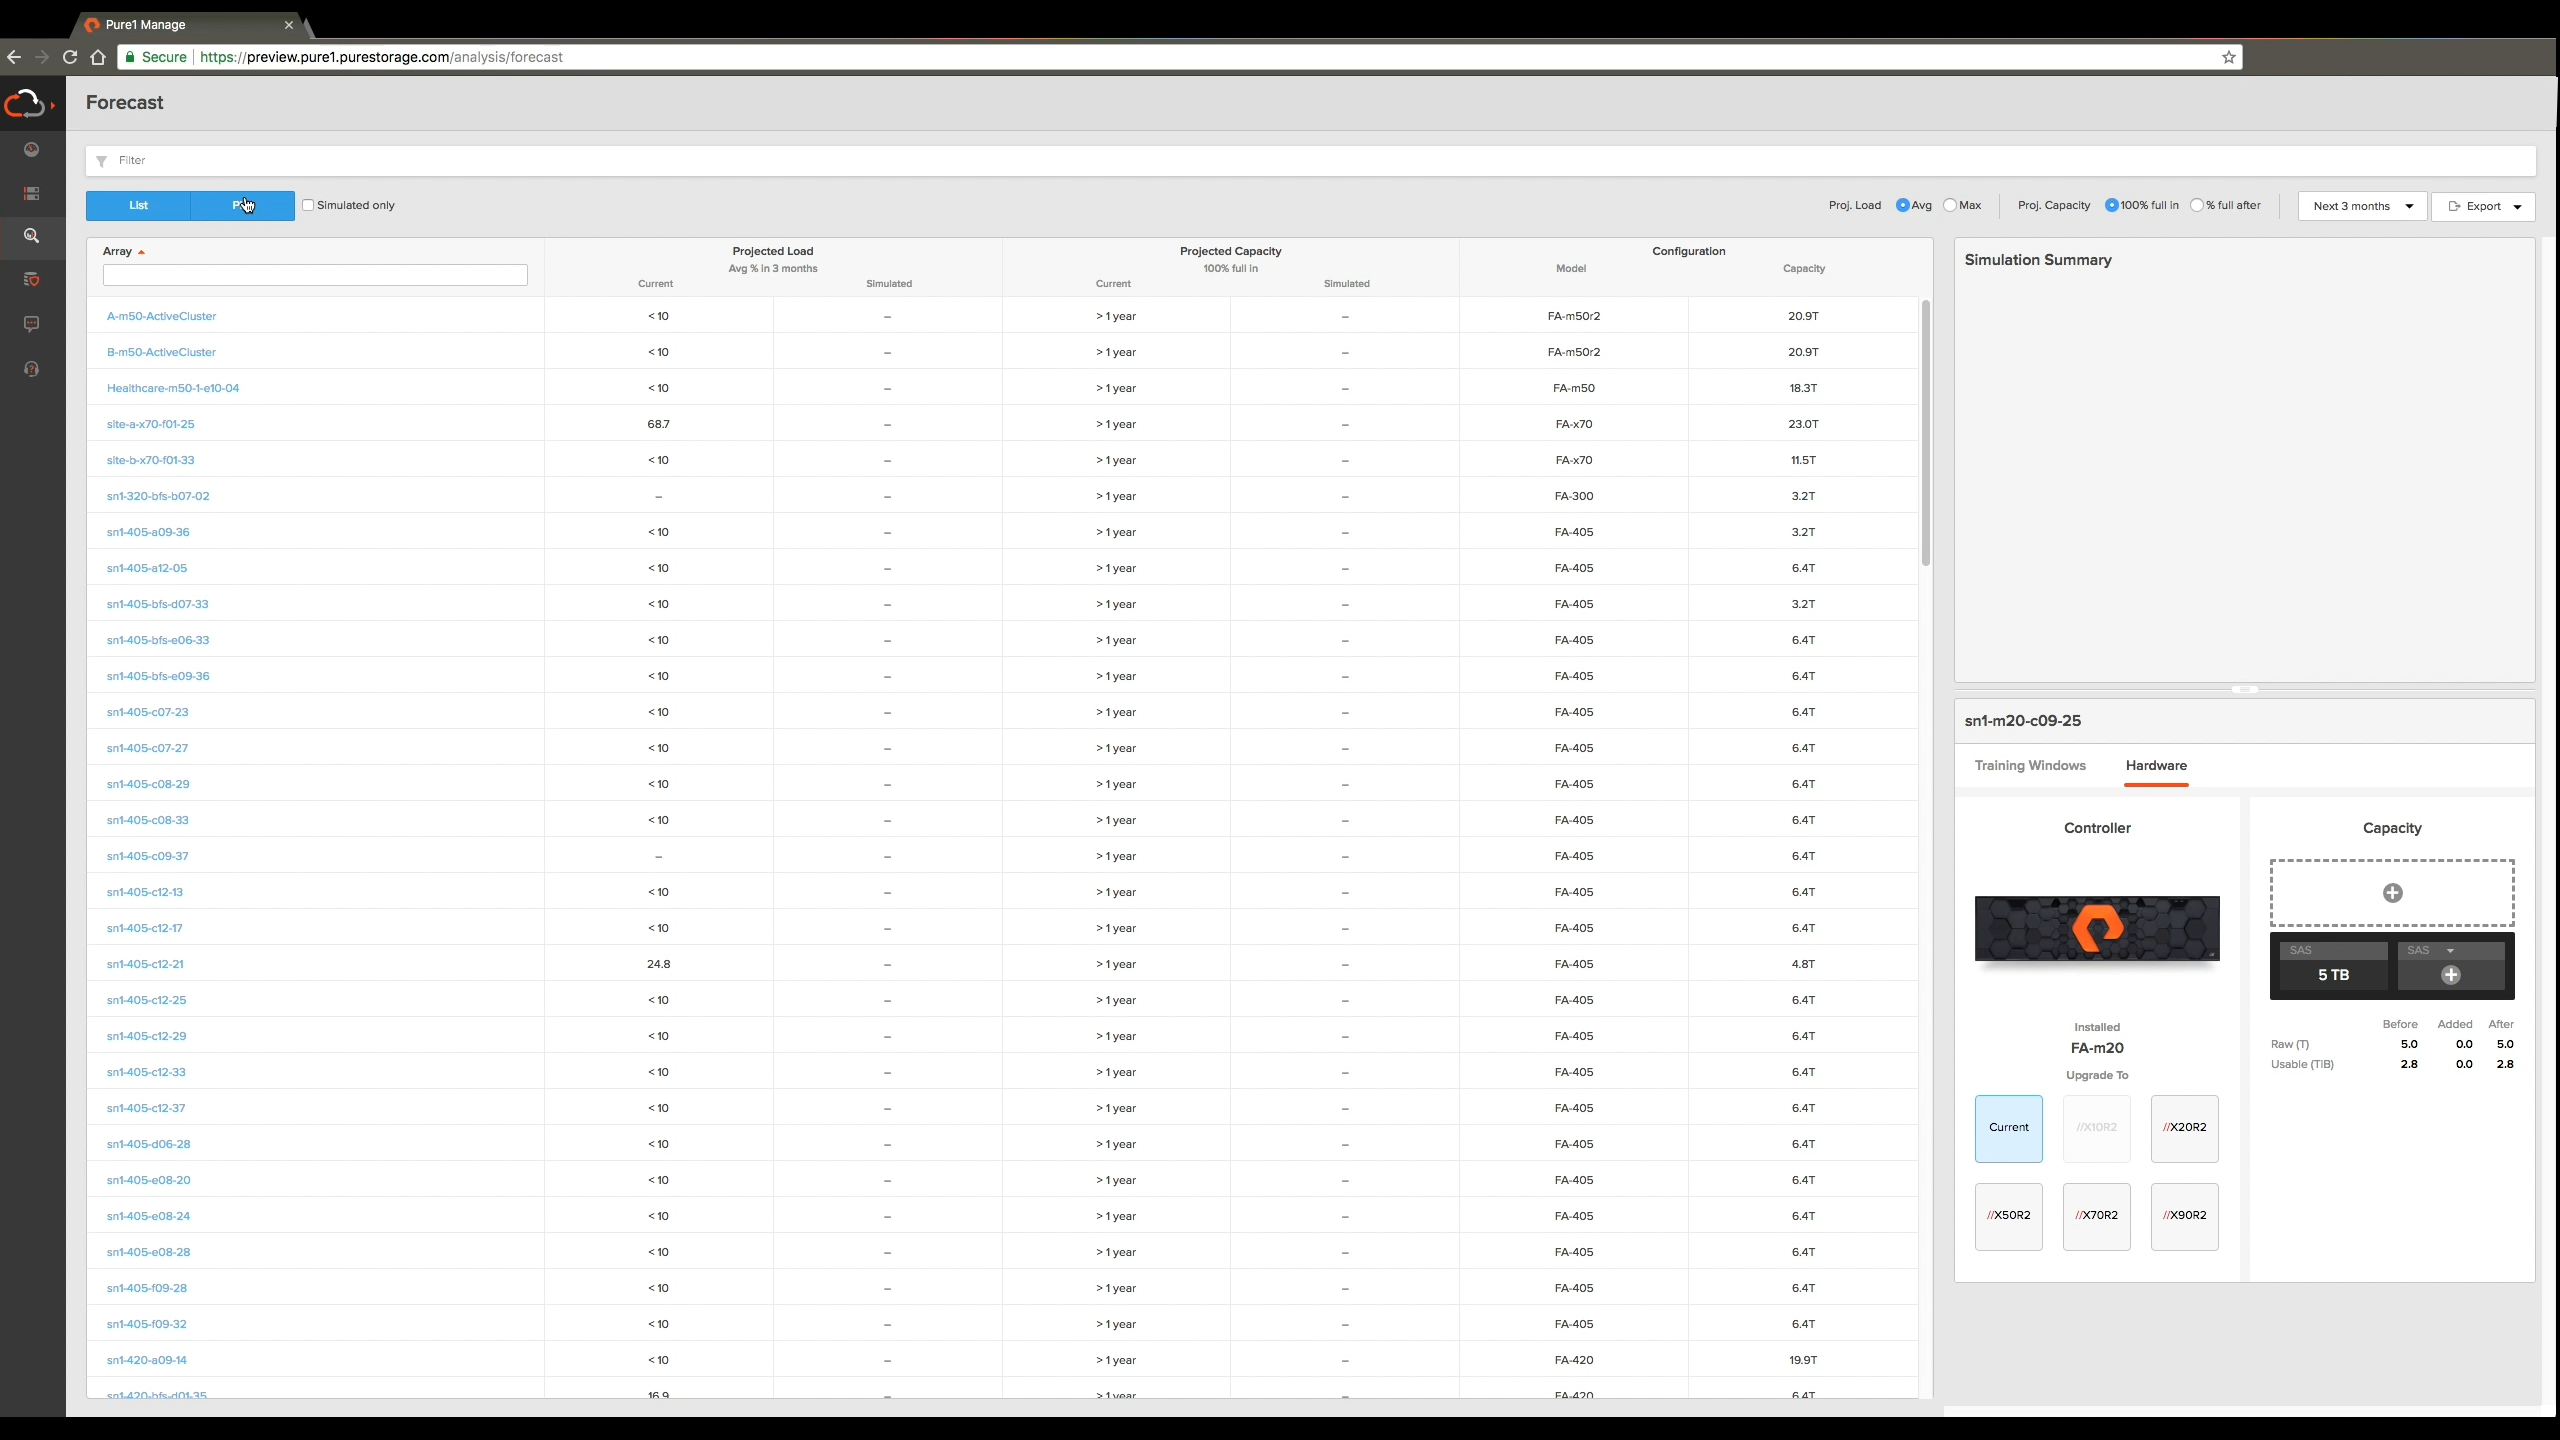 Pure1 Manage
Secure https://preview.pure1.purestorage.com/analysis/forecast
Forecast
Filter
List
Simulated only
Proj. Load Avg Max Proj. Capacity 100% full in % full after Next 3 months Export
Array Projected Load Projected Capacity Configuration
Avg % in 3 months 100% full in Model Capacity
Current Simulated Current Simulated
A-m50-ActiveCluster <10 – >1 year – FA-m50r2 20.9T
B-m50-ActiveCluster <10 – >1 year – FA-m50r2 20.9T
Healthcare-m50-1-e10-04 <10 – >1 year – FA-m50 18.3T
site-a-x70-f01-25 68.7 – >1 year – FA-x70 23.0T
site-b-x70-f01-33 <10 – >1 year – FA-x70 11.5T
sn1-320-bfs-b07-02 – – >1 year – FA-300 3.2T
sn1-405-a09-36 <10 – >1 year – FA-405 3.2T
sn1-405-a12-05 <10 – >1 year – FA-405 6.4T
sn1-405-bfs-d07-33 <10 – >1 year – FA-405 3.2T
sn1-405-bfs-e06-33 <10 – >1 year – FA-405 6.4T
sn1-405-bfs-e09-36 <10 – >1 year – FA-405 6.4T
sn1-405-c07-23 <10 – >1 year – FA-405 6.4T
sn1-405-c07-27 <10 – >1 year – FA-405 6.4T
sn1-405-c08-29 <10 – >1 year – FA-405 6.4T
sn1-405-c08-33 <10 – >1 year – FA-405 6.4T
sn1-405-c09-37 – – >1 year – FA-405 6.4T
sn1-405-c12-13 <10 – >1 year – FA-405 6.4T
sn1-405-c12-17 <10 – >1 year – FA-405 6.4T
sn1-405-c12-21 24.8 – >1 year – FA-405 4.8T
sn1-405-c12-25 <10 – >1 year – FA-405 6.4T
sn1-405-c12-29 <10 – >1 year – FA-405 6.4T
sn1-405-c12-33 <10 – >1 year – FA-405 6.4T
sn1-405-c12-37 <10 – >1 year – FA-405 6.4T
sn1-405-d06-28 <10 – >1 year – FA-405 6.4T
sn1-405-e08-20 <10 – >1 year – FA-405 6.4T
sn1-405-e08-24 <10 – >1 year – FA-405 6.4T
sn1-405-e08-28 <10 – >1 year – FA-405 6.4T
sn1-405-f09-28 <10 – >1 year – FA-405 6.4T
sn1-405-f09-32 <10 – >1 year – FA-405 6.4T
sn1-420-a09-14 <10 – >1 year – FA-420 19.9T
sn1-420-bfs-d01-35 16.9 – >1 year – FA-420 6.4T
Simulation Summary
sn1-m20-c09-25
Training Windows Hardware
Controller
Installed
FA-m20
Upgrade To
Current //X10R2 //X20R2
//X50R2 //X70R2 //X90R2
Capacity
SAS SAS
5 TB
Before Added After
Raw (T) 5.0 0.0 5.0
Usable (TiB) 2.8 0.0 2.8